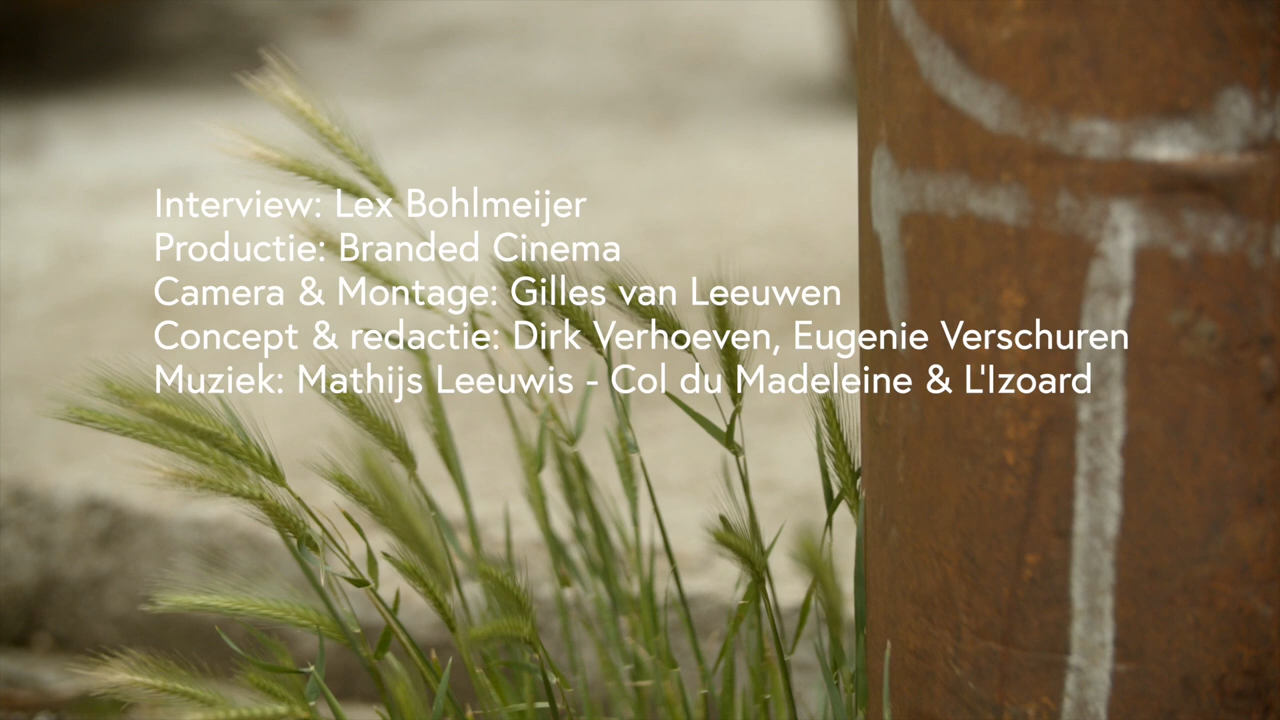 Interview: Lex Bohlmeijer
Productie: Branded Cinema
Camera & Montage: Gilles van Leeuwen
Concept & redactie: Dirk Verhoeven, Eugenie Verschuren
Muziek: Mathijs Leeuwis - Col du Madeleine & L'Izoard